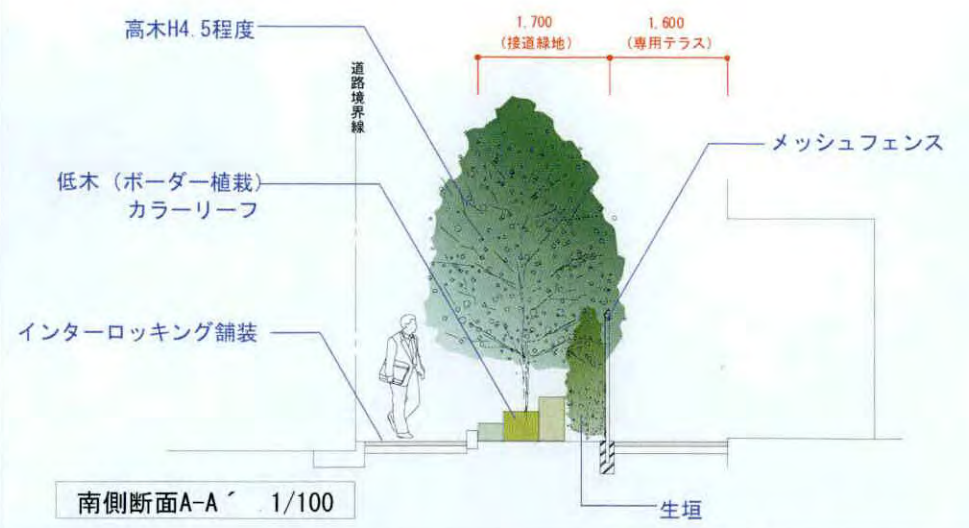 高木H4.5程度
1,700
(接道緑地)
1,600
(専用テラス)
道路境界線
メッシュフェンス
低木（ボーダー植栽）
カラーリーフ
インターロッキング舗装
南側断面A-A´ 1/100
生垣